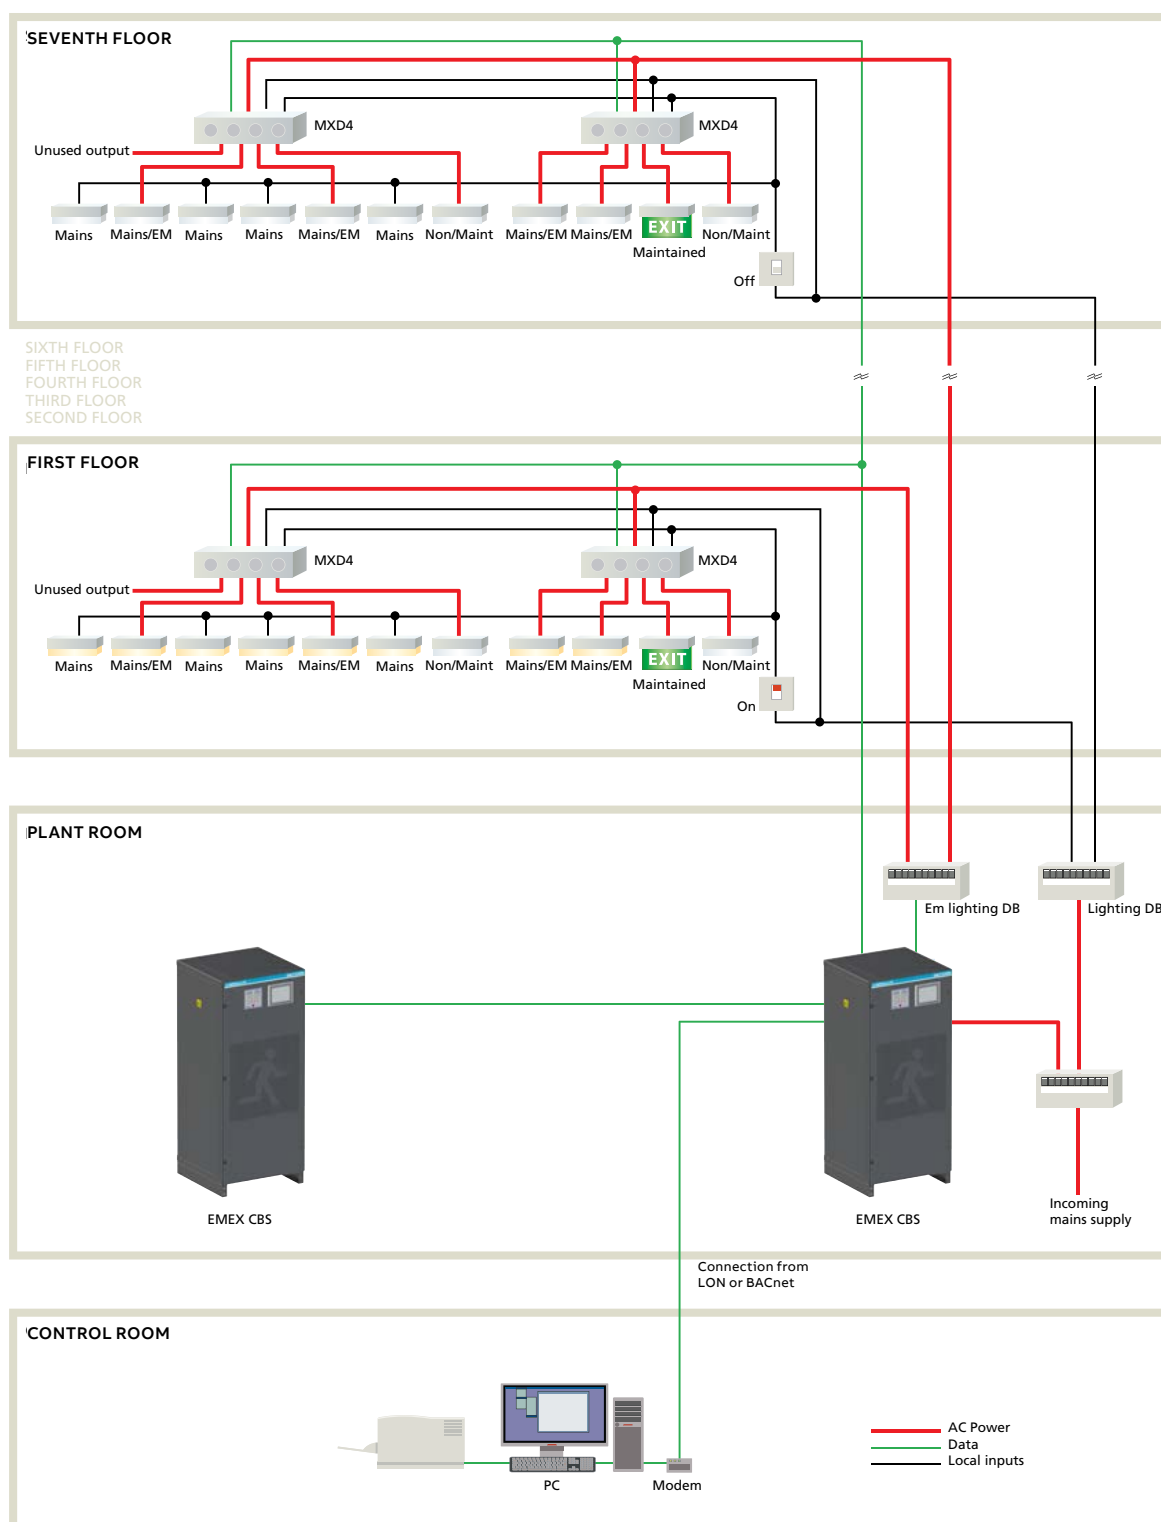 SEVENTH FLOOR
MXD4
MXD4
Unused output
Mains
Mains/EM
Mains
Mains
Mains/EM
Mains
Non/Maint
Mains/EM
Mains/EM
EXIT
Non/Maint
Maintained
Off
SIXTH FLOOR
FIFTH FLOOR
FOURTH FLOOR
THIRD FLOOR
SECOND FLOOR
FIRST FLOOR
MXD4
MXD4
Unused output
Mains
Mains/EM
Mains
Mains
Mains/EM
Mains
Non/Maint
Mains/EM
Mains/EM
EXIT
Non/Maint
Maintained
On
PLANT ROOM
Em lighting DB
Lighting DB
EMEX CBS
EMEX CBS
Incoming
mains supply
Connection from
LON or BACnet
CONTROL ROOM
AC Power
Data
Local inputs
PC
Modem